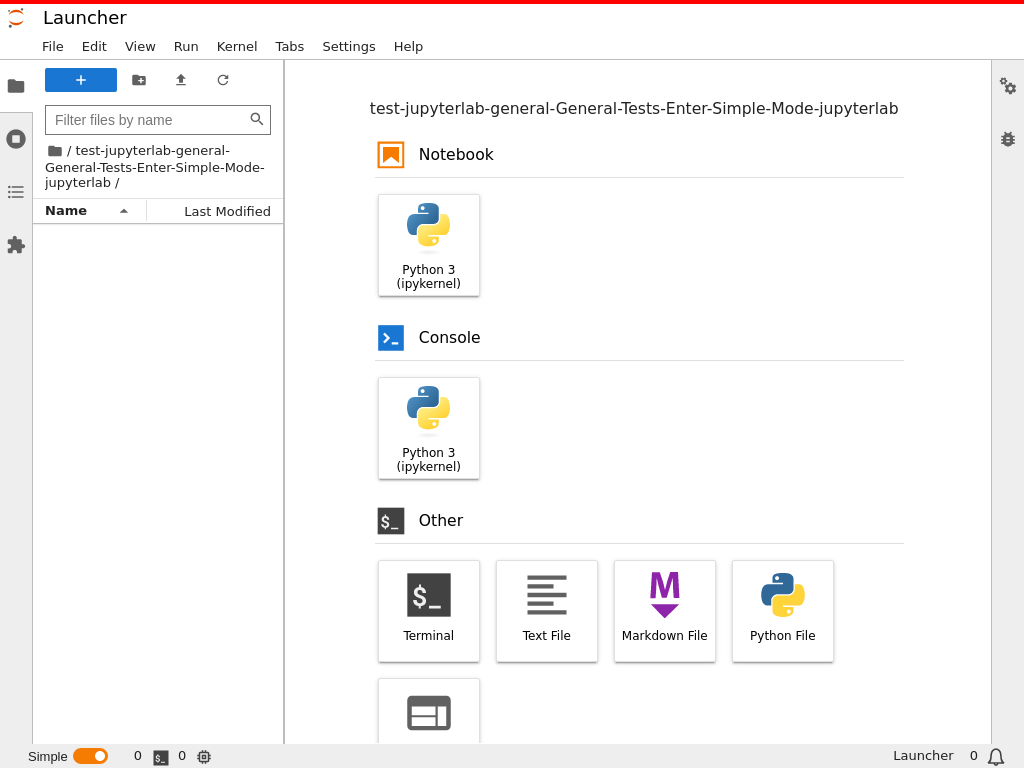 Launcher
File Edit View Run Kernel Tabs Settings Help
Filter files by name
/ test-jupyterlab-general-
General-Tests-Enter-Simple-Mode-
jupyterlab /
Name Last Modified
test-jupyterlab-general-General-Tests-Enter-Simple-Mode-jupyterlab
Notebook
Python 3
(ipykernel)
Console
Python 3
(ipykernel)
$_ Other
$_
Terminal
Text File
M
Markdown File
Python File
Simple 0 $_ 0 Launcher 0